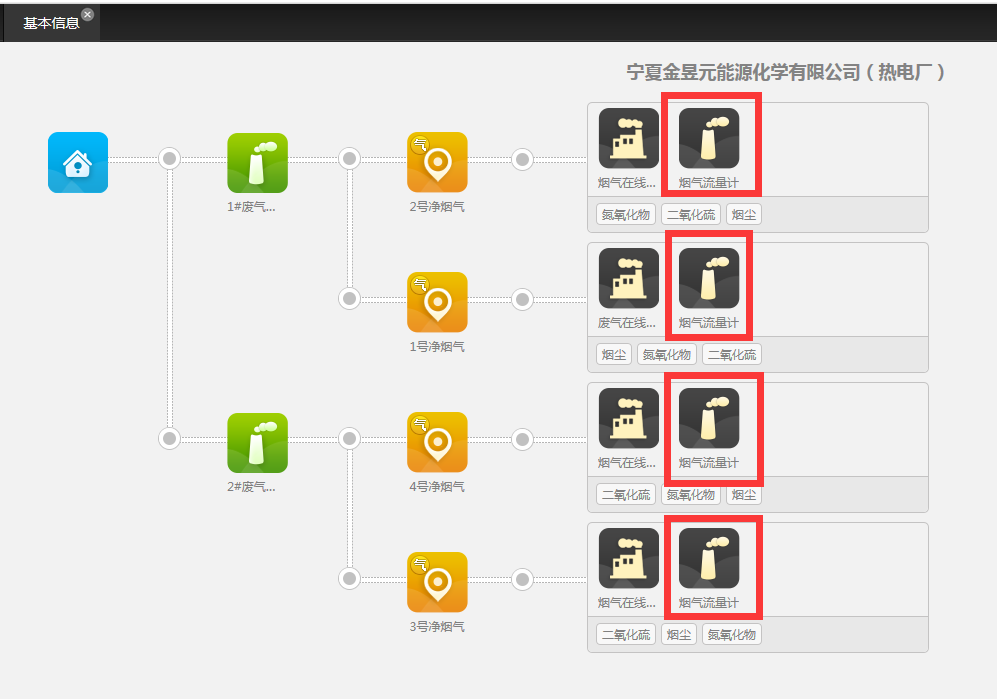 基本信息
宁夏金昱元能源化学有限公司（热电厂）
1#废气...
气
2号净烟气
烟气在线...
烟气流量计
氮氧化物
二氧化硫
烟尘
气
1号净烟气
废气在线...
烟气流量计
烟尘
氮氧化物
二氧化硫
2#废气...
气
4号净烟气
烟气在线...
烟气流量计
二氧化硫
氮氧化物
烟尘
气
3号净烟气
烟气在线...
烟气流量计
二氧化硫
烟尘
氮氧化物